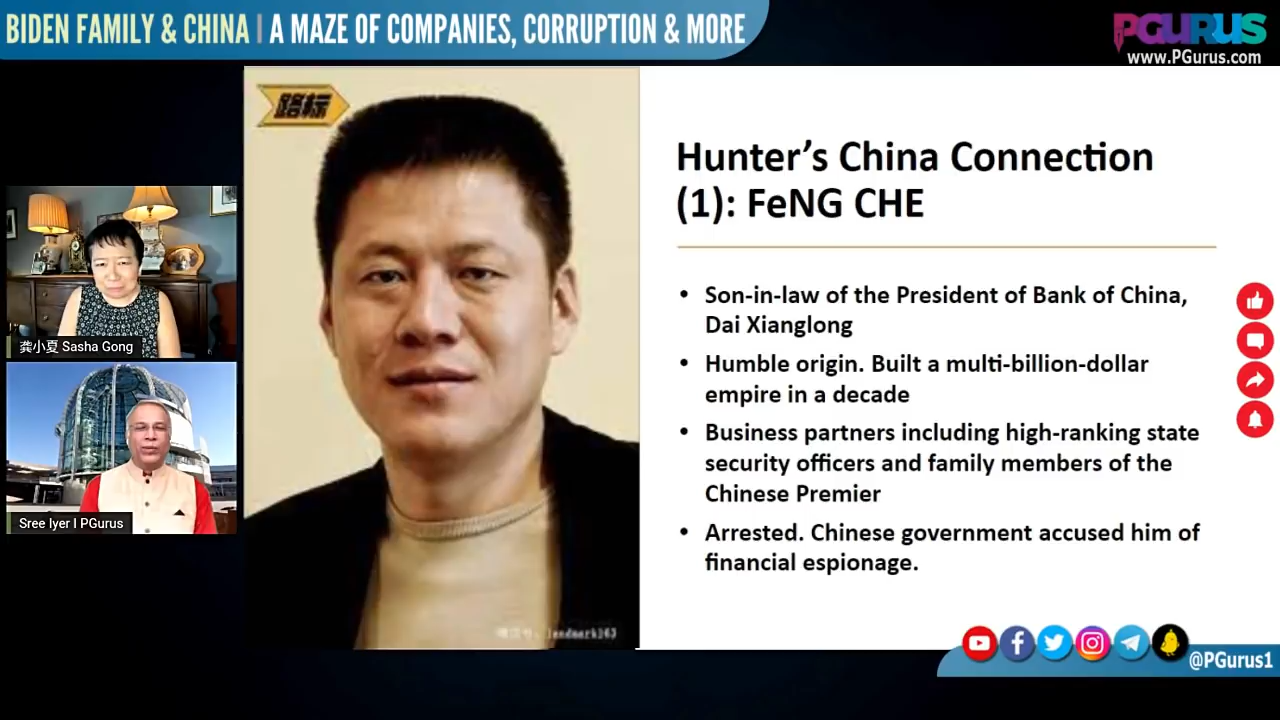 BIDEN FAMILY & CHINA | A MAZE OF COMPANIES, CORRUPTION & MORE
PGURUS
www.PGurus.com
路标
Hunter's China Connection
(1): FeNG CHE
• Son-in-law of the President of Bank of China,
Dai Xianglong
• Humble origin. Built a multi-billion-dollar
empire in a decade
• Business partners including high-ranking state
security officers and family members of the
Chinese Premier
• Arrested. Chinese government accused him of
financial espionage.
龚小夏 Sasha Gong
Sree Iyer I PGurus
landmark163
@PGurus1